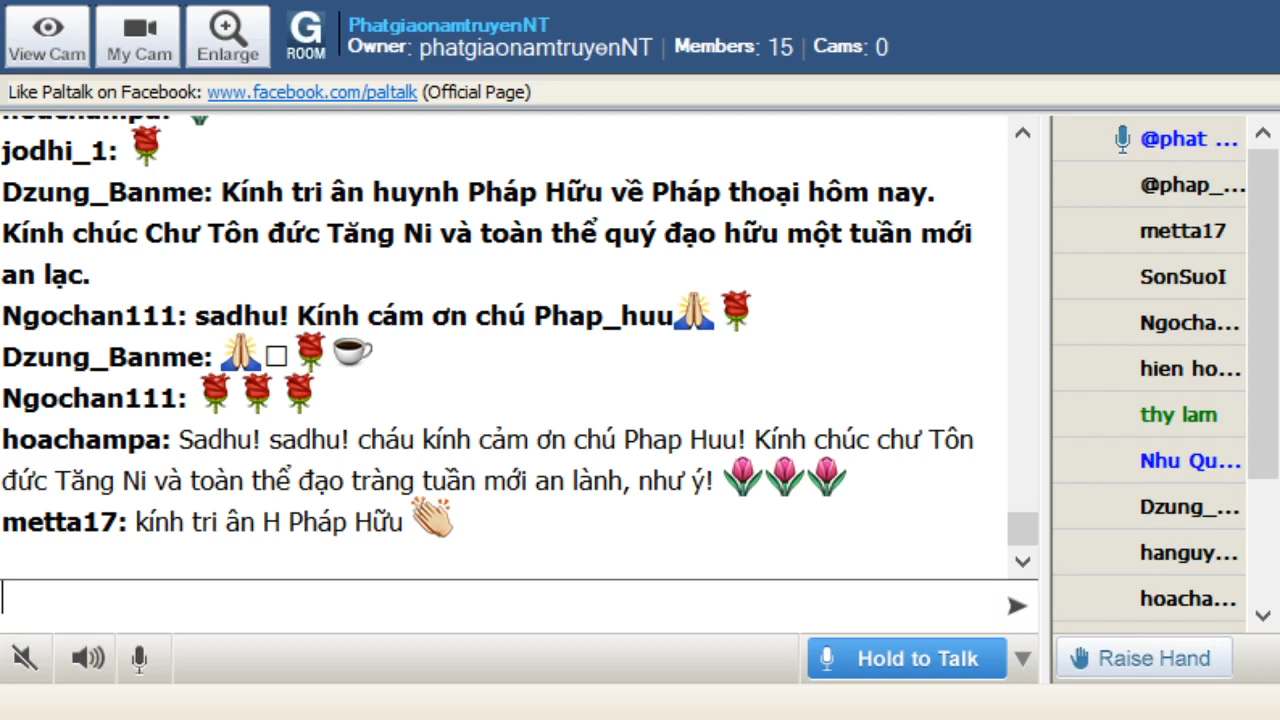 View Cam
My Cam
Enlarge
G
ROOM
PhatgiaonamtruyenNT
Owner: phatgiaonamtruyenNT | Members: 15 | Cams: 0
Like Paltalk on Facebook: www.facebook.com/paltalk (Official Page)
hoachampa:
jodhi_1:
Dzung_Banme: Kính tri ân huynh Pháp Hữu về Pháp thoại hôm nay.
Kính chúc Chư Tôn đức Tăng Ni và toàn thể quý đạo hữu một tuần mới
an lạc.
Ngochan111: sadhu! Kính cám ơn chú Phap_huu🙏🌹
Dzung_Banme: 🙏□🌹☕
Ngochan111: 🌹🌹🌹
hoachampa: Sadhu! sadhu! cháu kính cảm ơn chú Phap Huu! Kính chúc chư Tôn
đức Tăng Ni và toàn thể đạo tràng tuần mới an lành, như ý! 🌷🌷🌷
metta17: kính tri ân H Pháp Hữu 👏
@phat ...
@phap_...
metta17
SonSuoI
Ngocha...
hien ho...
thy lam
Nhu Qu...
Dzung_...
hanguy...
hoacha...
Hold to Talk
Raise Hand